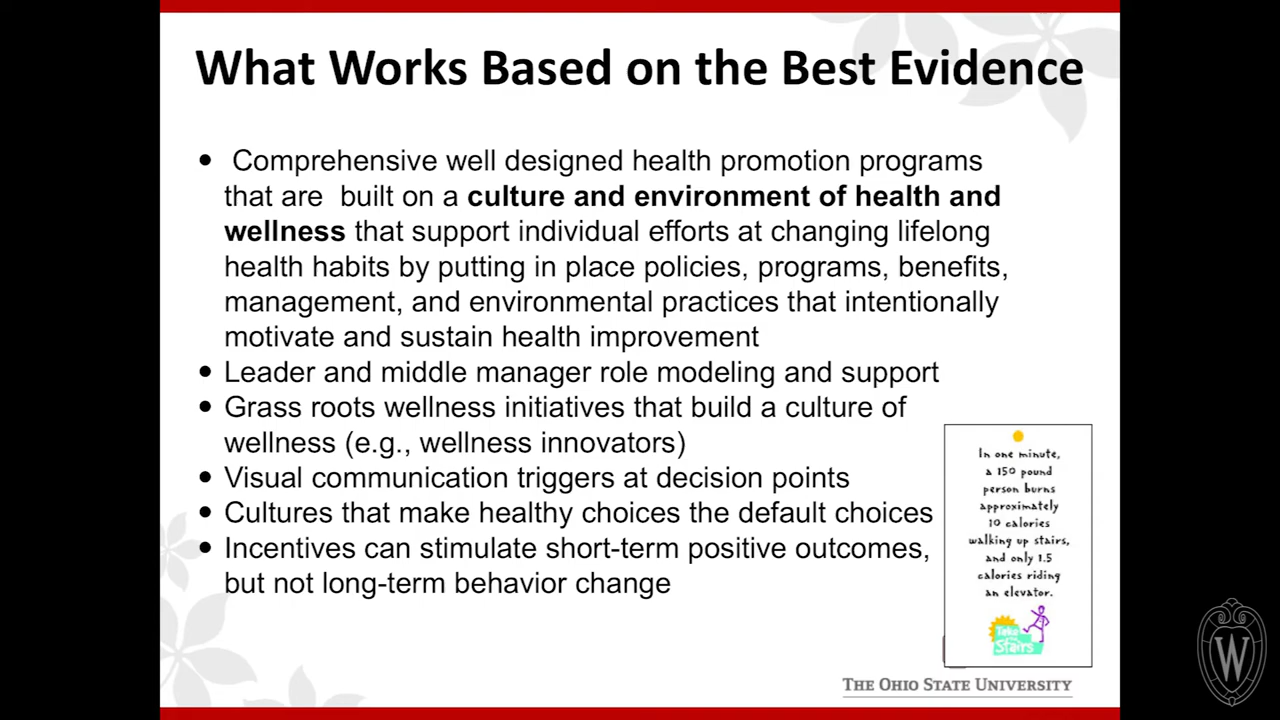 What Works Based on the Best Evidence
• Comprehensive well designed health promotion programs
that are built on a culture and environment of health and
wellness that support individual efforts at changing lifelong
health habits by putting in place policies, programs, benefits,
management, and environmental practices that intentionally
motivate and sustain health improvement
• Leader and middle manager role modeling and support
• Grass roots wellness initiatives that build a culture of
wellness (e.g., wellness innovators)
• Visual communication triggers at decision points
• Cultures that make healthy choices the default choices
• Incentives can stimulate short-term positive outcomes,
but not long-term behavior change
In one minute,
a 150 pound
person burns
approximately
10 calories
walking up stairs,
and only 1.5
calories riding
an elevator.
Take
the
Stairs
THE OHIO STATE UNIVERSITY
W